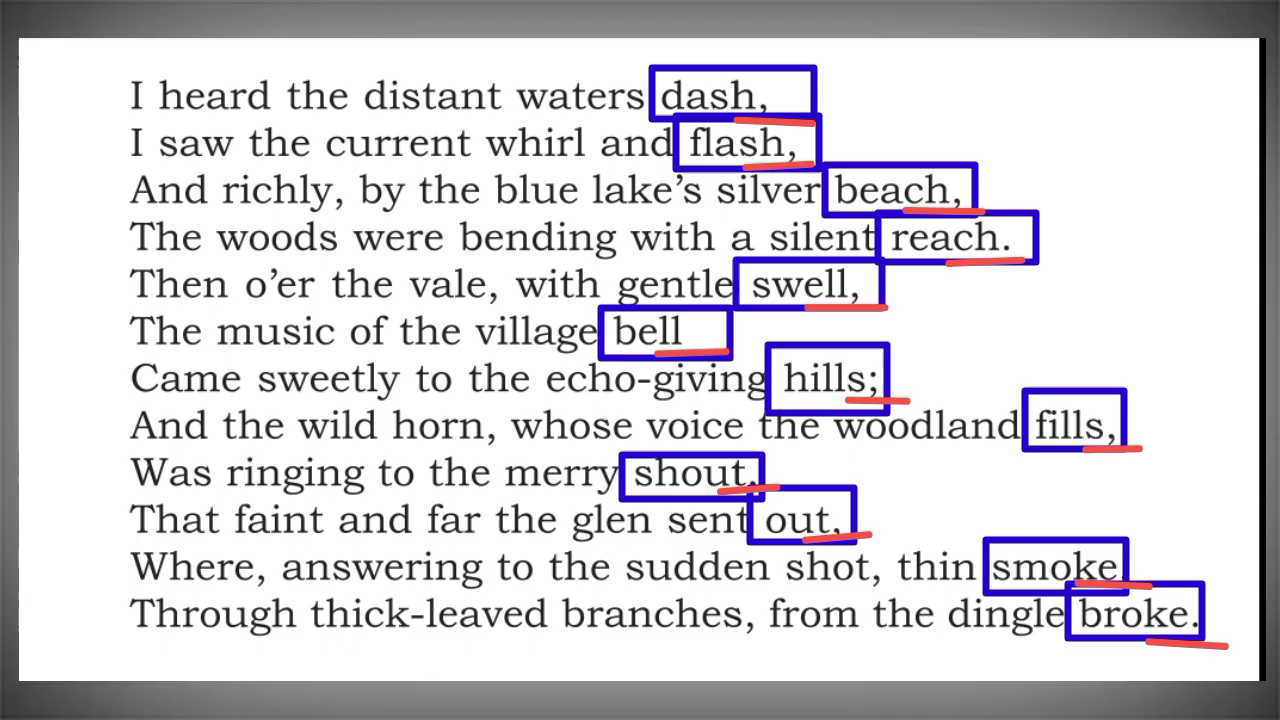 I heard the distant waters dash,
I saw the current whirl and flash,
And richly, by the blue lake’s silver beach,
The woods were bending with a silent reach.
Then o’er the vale, with gentle swell,
The music of the village bell
Came sweetly to the echo-giving hills;
And the wild horn, whose voice the woodland fills,
Was ringing to the merry shout,
That faint and far the glen sent out,
Where, answering to the sudden shot, thin smoke,
Through thick-leaved branches, from the dingle broke.